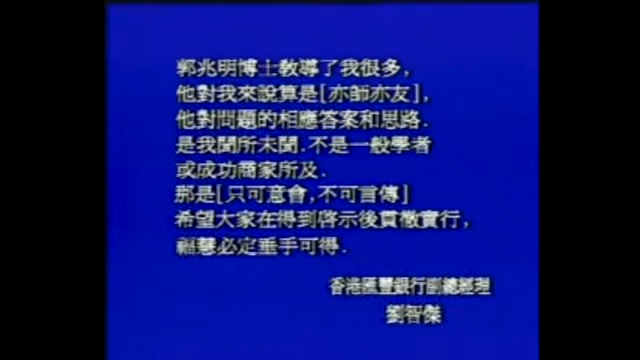 郭兆明博士教導了我很多,
他對我來說算是[亦師亦友],
他對問題的相應答案和思路.
是我聞所未聞.不是一般學者
或成功商家所及.
那是[只可意會,不可言傳]
希望大家在得到啓示後貫徹實行,
福慧必定垂手可得.
香港匯豐銀行副總經理
劉智傑